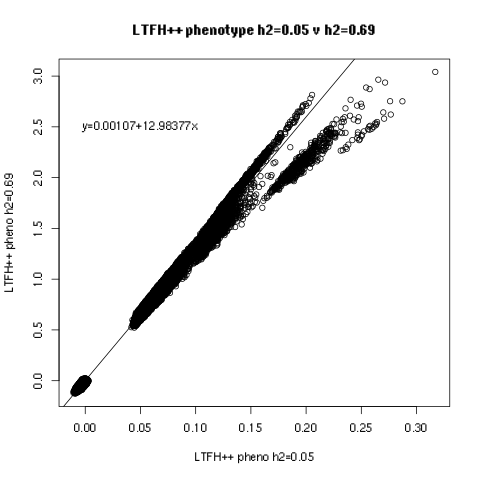 LTFH++ phenotype h2=0.05 v h2=0.69
y=0.00107+12.98377x
LTFH++ pheno h2=0.69
3.0
2.5
2.0
1.5
1.0
0.5
0.0
0.00 0.05 0.10 0.15 0.20 0.25 0.30
LTFH++ pheno h2=0.05